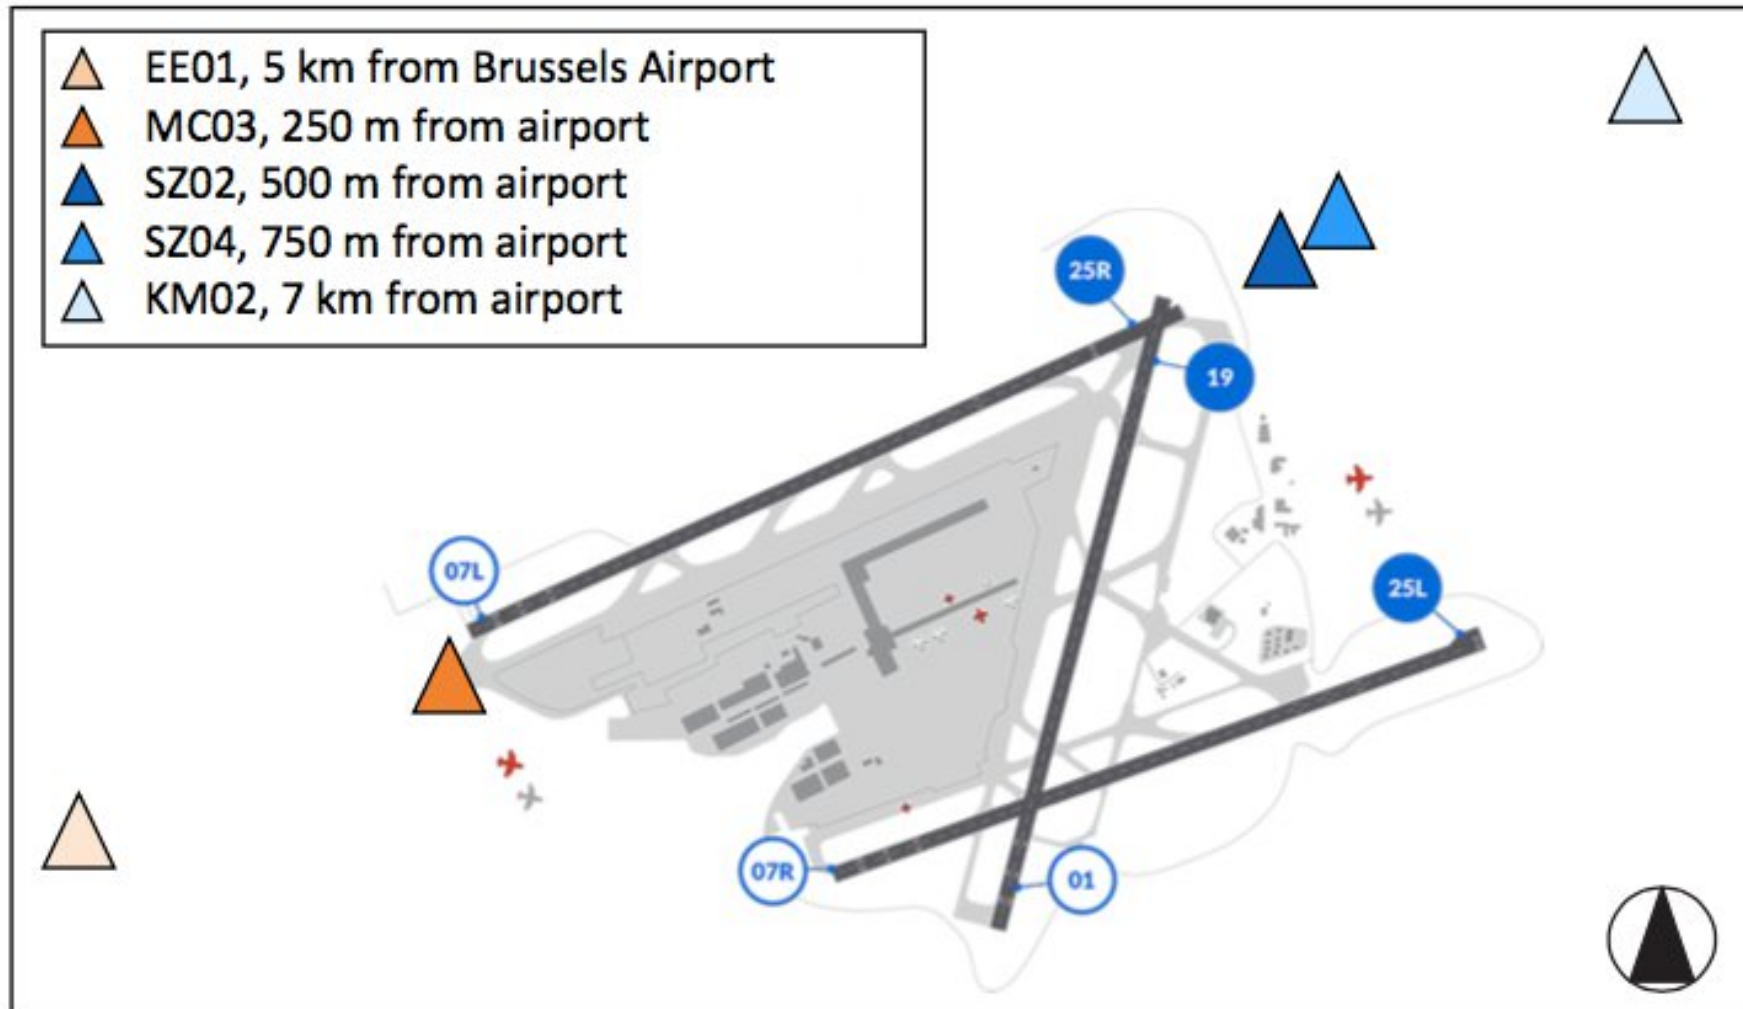 EE01, 5 km from Brussels Airport
MC03, 250 m from airport
SZ02, 500 m from airport
SZ04, 750 m from airport
KM02, 7 km from airport
25R
19
07L
25L
07R
01